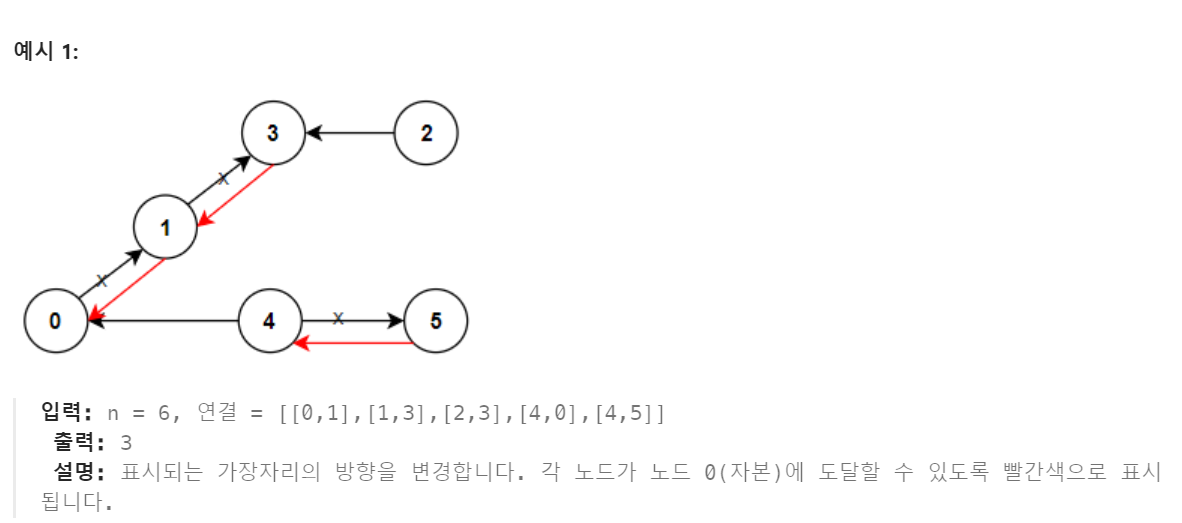 예시 1:
3
2
x
1
x
0
4
x
5
입력: n = 6, 연결 = [[0,1],[1,3],[2,3],[4,0],[4,5]]
출력: 3
설명: 표시되는 가장자리의 방향을 변경합니다. 각 노드가 노드 0(자본)에 도달할 수 있도록 빨간색으로 표시
됩니다.